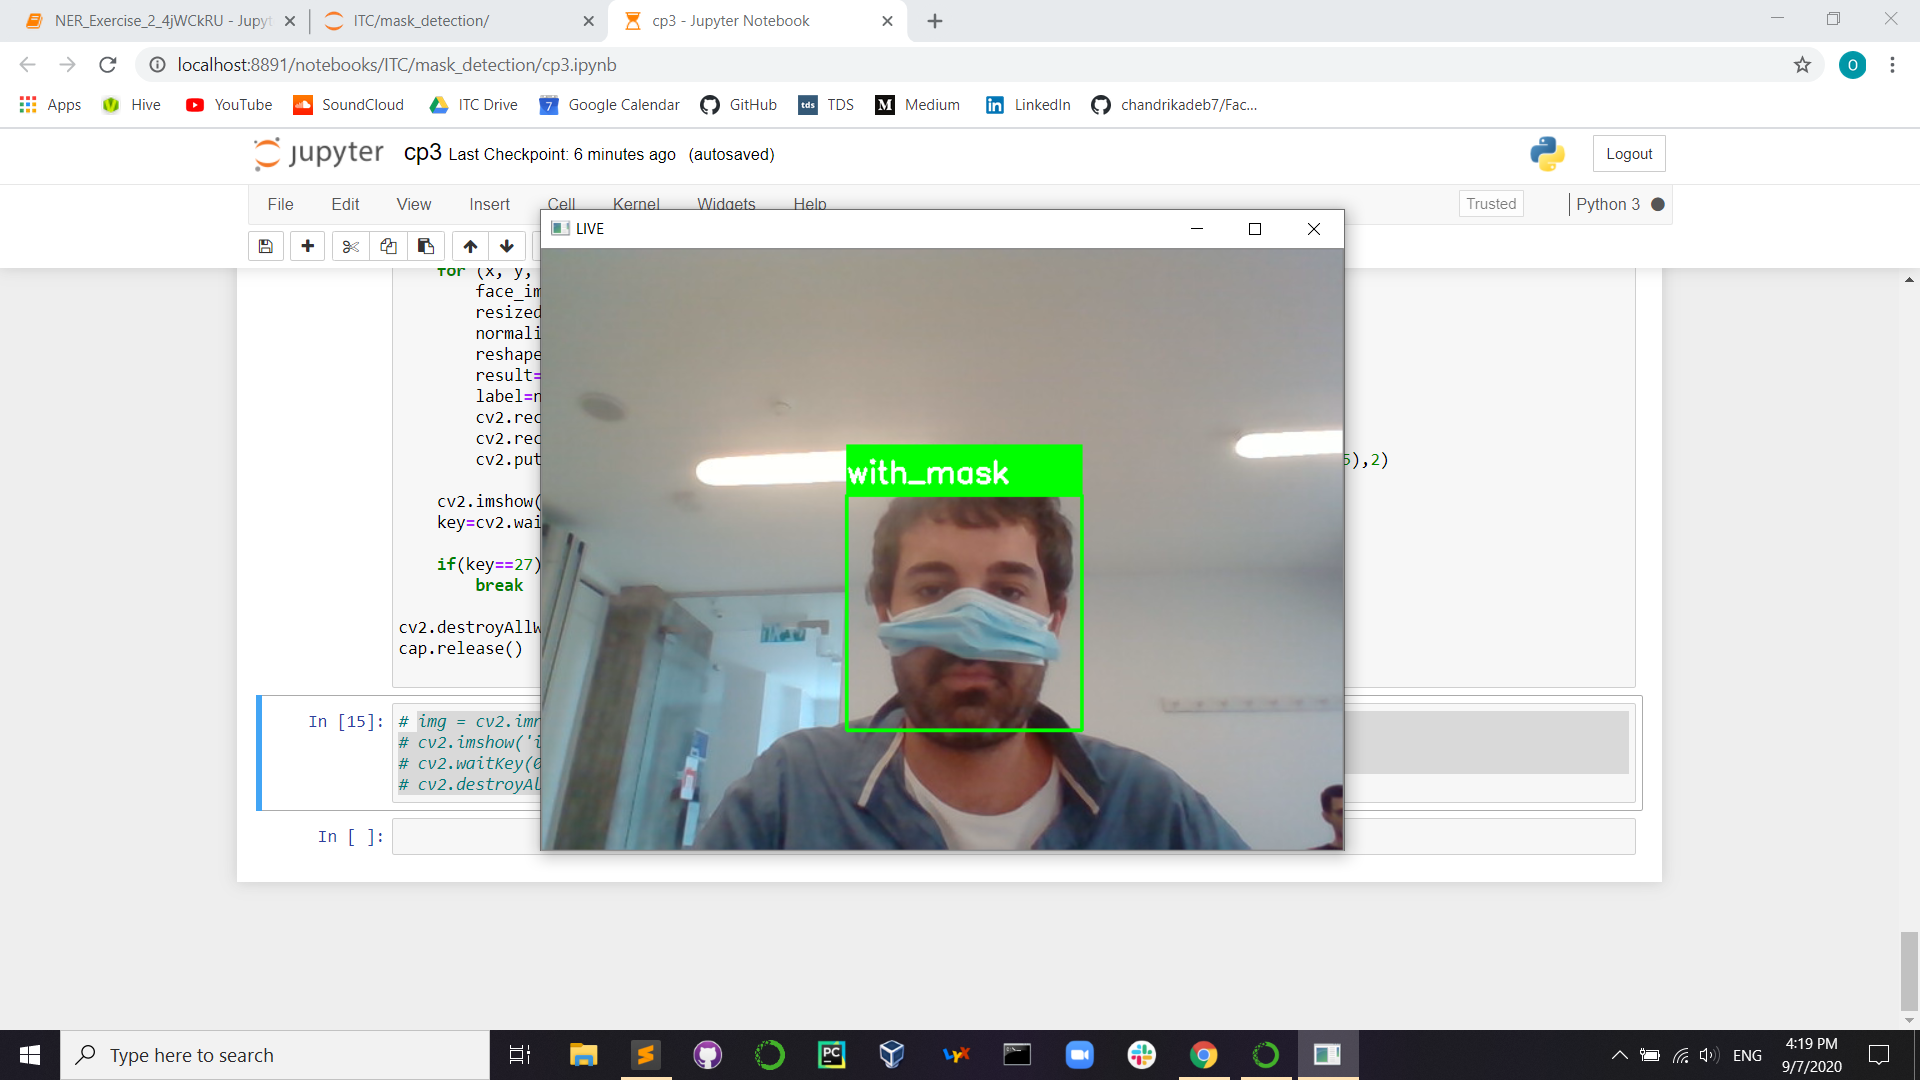 NER_Exercise_2_4jWCkRU - Jupyt
ITC/mask_detection/
cp3 - Jupyter Notebook
localhost:8891/notebooks/ITC/mask_detection/cp3.ipynb
O
Apps
Hive
YouTube
SoundCloud
ITC Drive
7
Google Calendar
GitHub
tds
TDS
M
Medium
in
LinkedIn
chandrikadeb7/Fac...
jupyter
cp3 Last Checkpoint: 6 minutes ago (autosaved)
Logout
File Edit View Insert Cell Kernel Widgets Help
Trusted
Python 3
LIVE
for (x, y,
face_im
resized
normali
reshape
result=
label=n
cv2.rec
cv2.rec
cv2.put
5),2)
with_mask
cv2.imshow(
key=cv2.wai
if(key==27)
break
cv2.destroyAllW
cap.release()
In [15]:
# img = cv2.imr
# cv2.imshow('i
# cv2.waitKey(0
# cv2.destroyAl
In [ ]:
Type here to search
PC
LyX
ENG
4:19 PM
9/7/2020